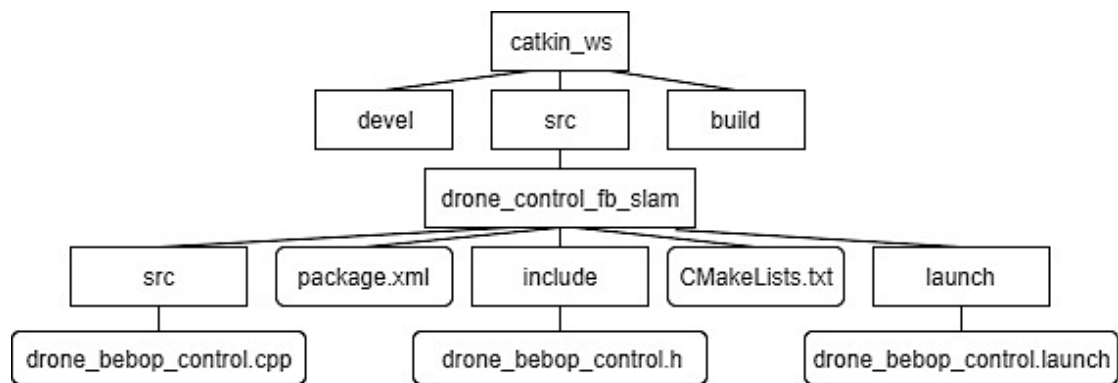 catkin_ws
devel
src
build
drone_control_fb_slam
src
package.xml
include
CMakeLists.txt
launch
drone_bebop_control.cpp
drone_bebop_control.h
drone_bebop_control.launch